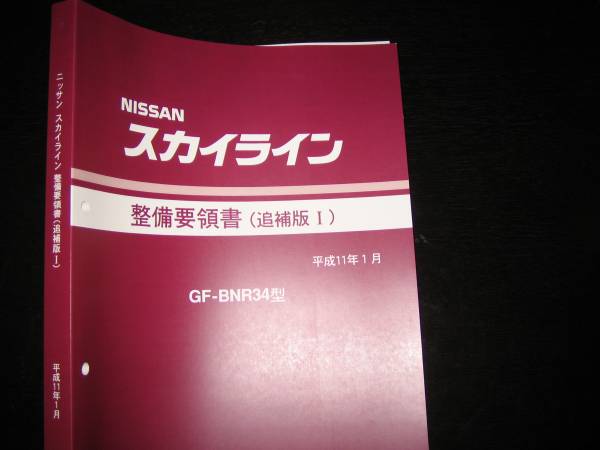 NISSAN
スカイライン
整備要領書(追補版Ⅰ)
平成11年1月
GF-BNR34型
ニッサン スカイライン 整備要領書(追補版Ⅰ)
平成11年1月